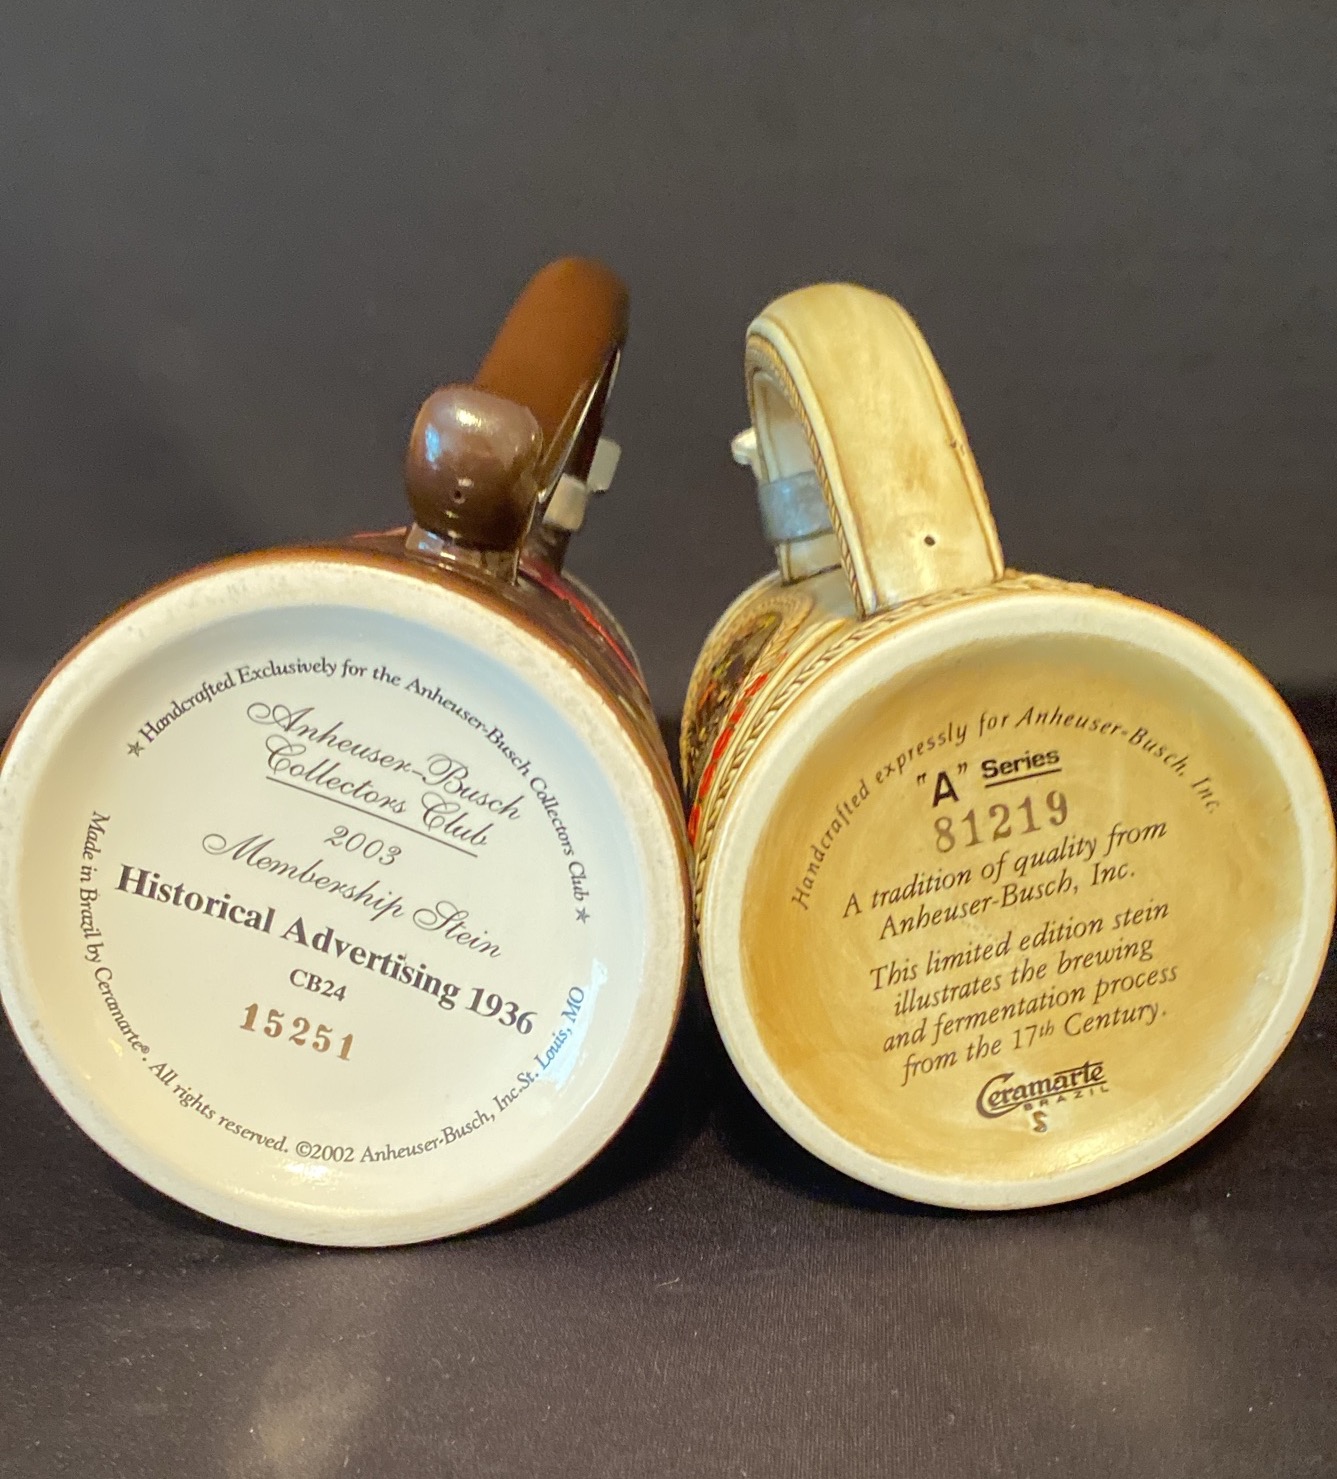 ★ Handcrafted Exclusively for the Anheuser-Busch Collectors Club ★
Anheuser-Busch
Collectors Club
2003
Membership Stein
Historical Advertising 1936
CB24
15251
Made in Brazil by Ceramarte®. All rights reserved. ©2002 Anheuser-Busch, Inc.St. Louis, MO
Handcrafted expressly for Anheuser-Busch, Inc.
"A" Series
81219
A tradition of quality from
Anheuser-Busch, Inc.
This limited edition stein
illustrates the brewing
and fermentation process
from the 17th Century.
Ceramarte
BRAZIL
S